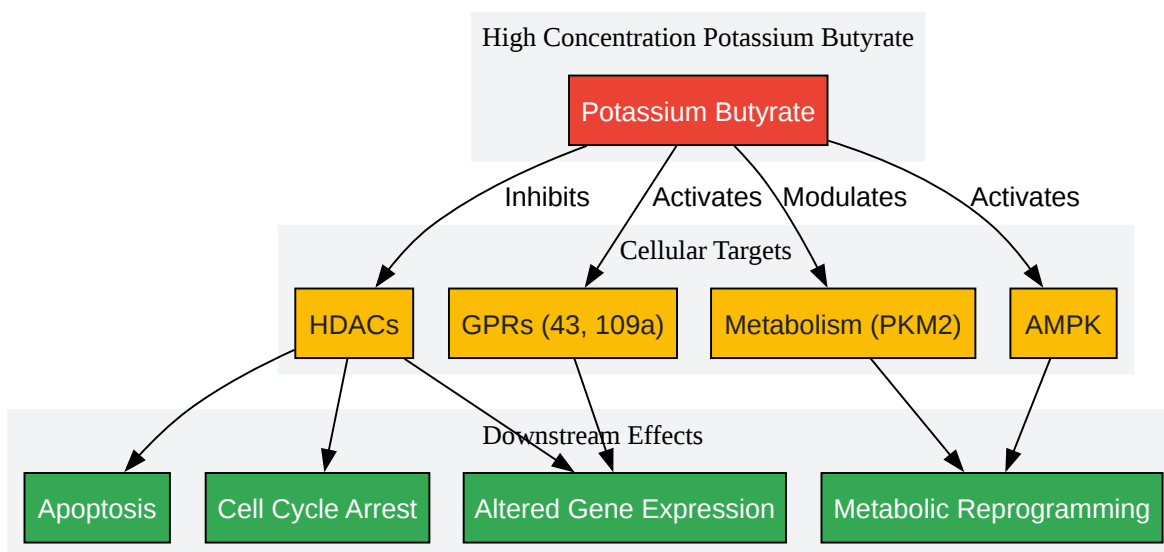 High Concentration Potassium Butyrate
Potassium Butyrate
Inhibits
Activates
Modulates
Activates
Cellular Targets
HDACs
GPRs (43, 109a)
Metabolism (PKM2)
AMPK
Downstream Effects
Apoptosis
Cell Cycle Arrest
Altered Gene Expression
Metabolic Reprogramming